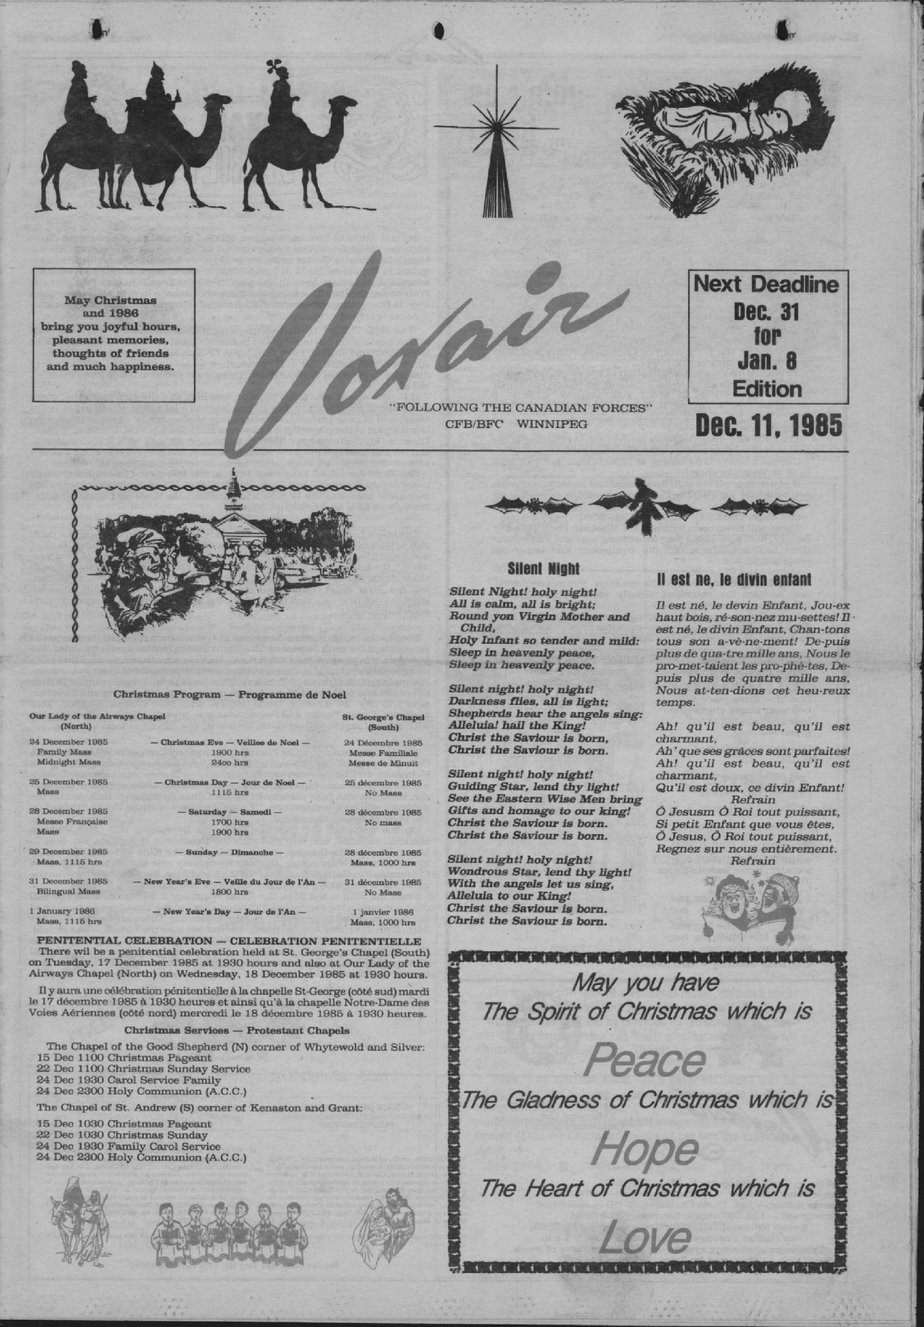 May Christmas
and 1986
bring you joyful hours,
pleasant memories,
thoughts of friends
and much happiness.
Voxair
"FOLLOWING THE CANADIAN FORCES"
CFB/BFC WINNIPEG
Next Deadline
Dec. 31
for
Jan. 8
Edition
Dec. 11, 1985
Christmas Program — Programme de Noel
Our Lady of the Airways Chapel
(North)
St. George's Chapel
(South)
24 December 1985 — Christmas Eve — Veillee de Noel — 24 Décembre 1985
Family Mass 1900 hrs Messe Familiale
Midnight Mass 24oo hrs Messe de Minuit
25 December 1985 — Christmas Day — Jour de Noel — 25 décembre 1985
Mass 1115 hrs No Mass
28 December 1985 — Saturday — Samedi — 28 décembre 1985
Messe Française 1700 hrs No mass
Mass 1900 hrs
29 December 1985 — Sunday — Dimanche — 28 décembre 1985
Mass, 1115 hrs Mass, 1000 hrs
31 December 1985 — New Year's Eve — Veille du Jour de l'An — 31 décembre 1985
Bilingual Mass 1800 hrs No Mass
1 January 1986 — New Year's Day — Jour de l'An — 1 janvier 1986
Mass, 1115 hrs Mass, 1000 hrs
PENITENTIAL CELEBRATION — CELEBRATION PENITENTIELLE
There wil be a penitential celebration held at St. George's Chapel (South)
on Tuesday, 17 December 1985 at 1930 hours and also at Our Lady of the
Airways Chapel (North) on Wednesday, 18 December 1985 at 1930 hours.
Il y aura une célébration pénitentielle à la chapelle St-George (côté sud) mardi
le 17 décembre 1985 à 1930 heures et ainsi qu'à la chapelle Notre-Dame des
Voies Aériennes (côté nord) mercredi le 18 décembre 1985 à 1930 heures.
Christmas Services — Protestant Chapels
The Chapel of the Good Shepherd (N) corner of Whytewold and Silver:
15 Dec 1100 Christmas Pageant
22 Dec 1100 Christmas Sunday Service
24 Dec 1930 Carol Service Family
24 Dec 2300 Holy Communion (A.C.C.)
The Chapel of St. Andrew (S) corner of Kenaston and Grant:
15 Dec 1030 Christmas Pageant
22 Dec 1030 Christmas Sunday
24 Dec 1930 Family Carol Service
24 Dec 2300 Holy Communion (A.C.C.)
Silent Night
Silent Night! holy night!
All is calm, all is bright;
Round yon Virgin Mother and
Child,
Holy Infant so tender and mild:
Sleep in heavenly peace,
Sleep in heavenly peace.
Silent night! holy night!
Darkness flies, all is light;
Shepherds hear the angels sing:
Alleluia! hail the King!
Christ the Saviour is born,
Christ the Saviour is born.
Silent night! holy night!
Guiding Star, lend thy light!
See the Eastern Wise Men bring
Gifts and homage to our king!
Christ the Saviour is born.
Christ the Saviour is born.
Silent night! holy night!
Wondrous Star, lend thy light!
With the angels let us sing,
Alleluia to our King!
Christ the Saviour is born.
Christ the Saviour is born.
Il est ne, le divin enfant
Il est né, le devin Enfant, Jou-ex
haut bois, ré-son-nez mu-settes! Il
est né, le divin Enfant, Chan-tons
tous son a-vè-ne-ment! De-puis
plus de qua-tre mille ans, Nous le
pro-met-taient les pro-phè-tes, De-
puis plus de quatre mille ans,
Nous at-ten-dions cet heu-reux
temps.
Ah! qu'il est beau, qu'il est
charmant,
Ah' que ses grâces sont parfaites!
Ah! qu'il est beau, qu'il est
charmant,
Qu'il est doux, ce divin Enfant!
Refrain
Ô Jesusm Ô Roi tout puissant,
Si petit Enfant que vous êtes,
Ô Jesus, Ô Roi tout puissant,
Regnez sur nous entièrement.
Refrain
May you have
The Spirit of Christmas which is
Peace
The Gladness of Christmas which is
Hope
The Heart of Christmas which is
Love